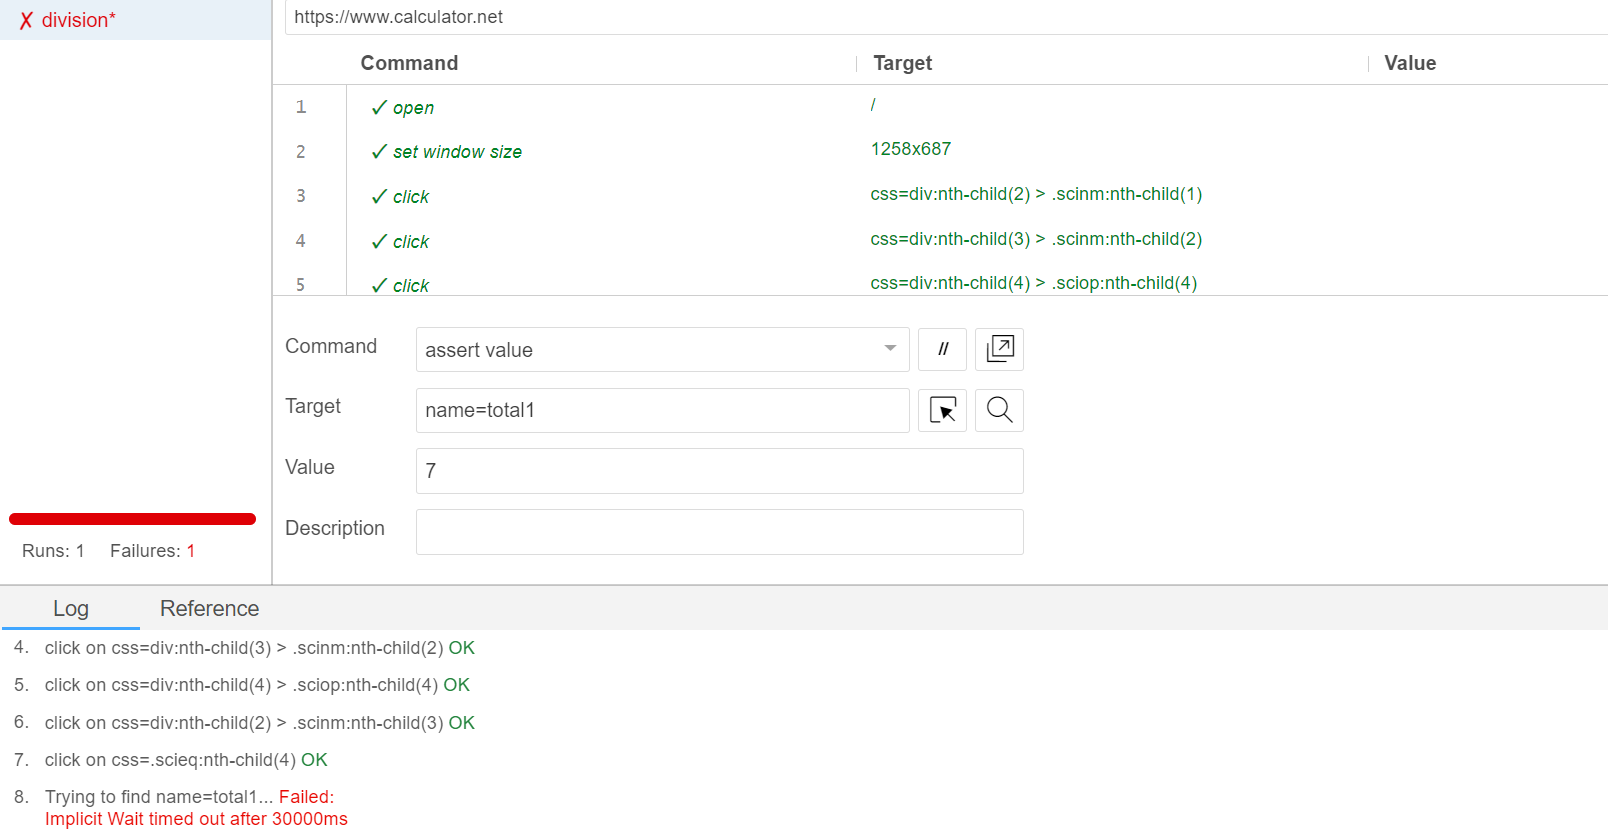 ✗ division*
https://www.calculator.net
Command Target Value
1 ✓ open /
2 ✓ set window size 1258x687
3 ✓ click css=div:nth-child(2) > .scinm:nth-child(1)
4 ✓ click css=div:nth-child(3) > .scinm:nth-child(2)
5 ✓ click css=div:nth-child(4) > .sciop:nth-child(4)
Command assert value //
Target name=total1
Value 7
Description
Runs: 1 Failures: 1
Log Reference
4. click on css=div:nth-child(3) > .scinm:nth-child(2) OK
5. click on css=div:nth-child(4) > .sciop:nth-child(4) OK
6. click on css=div:nth-child(2) > .scinm:nth-child(3) OK
7. click on css=.scieq:nth-child(4) OK
8. Trying to find name=total1... Failed:
Implicit Wait timed out after 30000ms